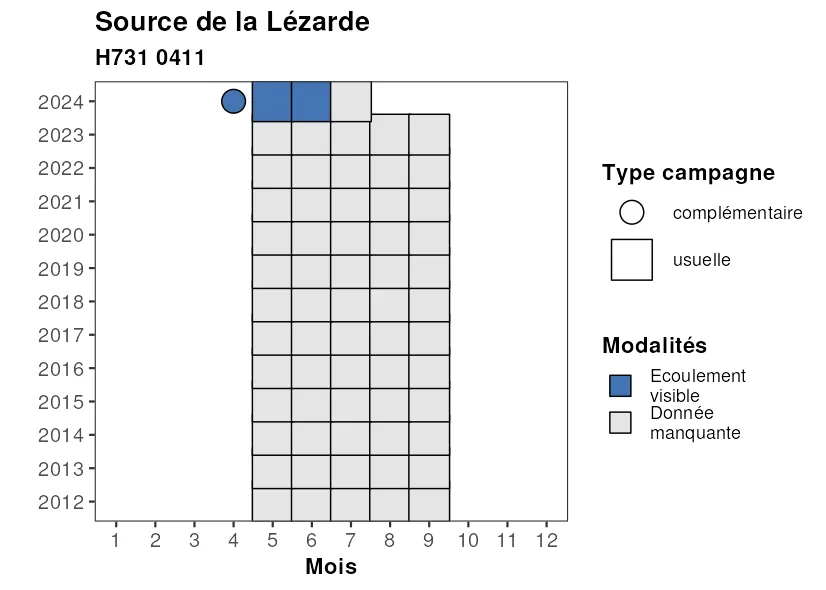 Source de la Lézarde
H731 0411
2024
2023
2022
2021
2020
2019
2018
2017
2016
2015
2014
2013
2012
1 2 3 4 5 6 7 8 9 10 11 12
Mois
Type campagne
complémentaire
usuelle
Modalités
Ecoulement
visible
Donnée
manquante